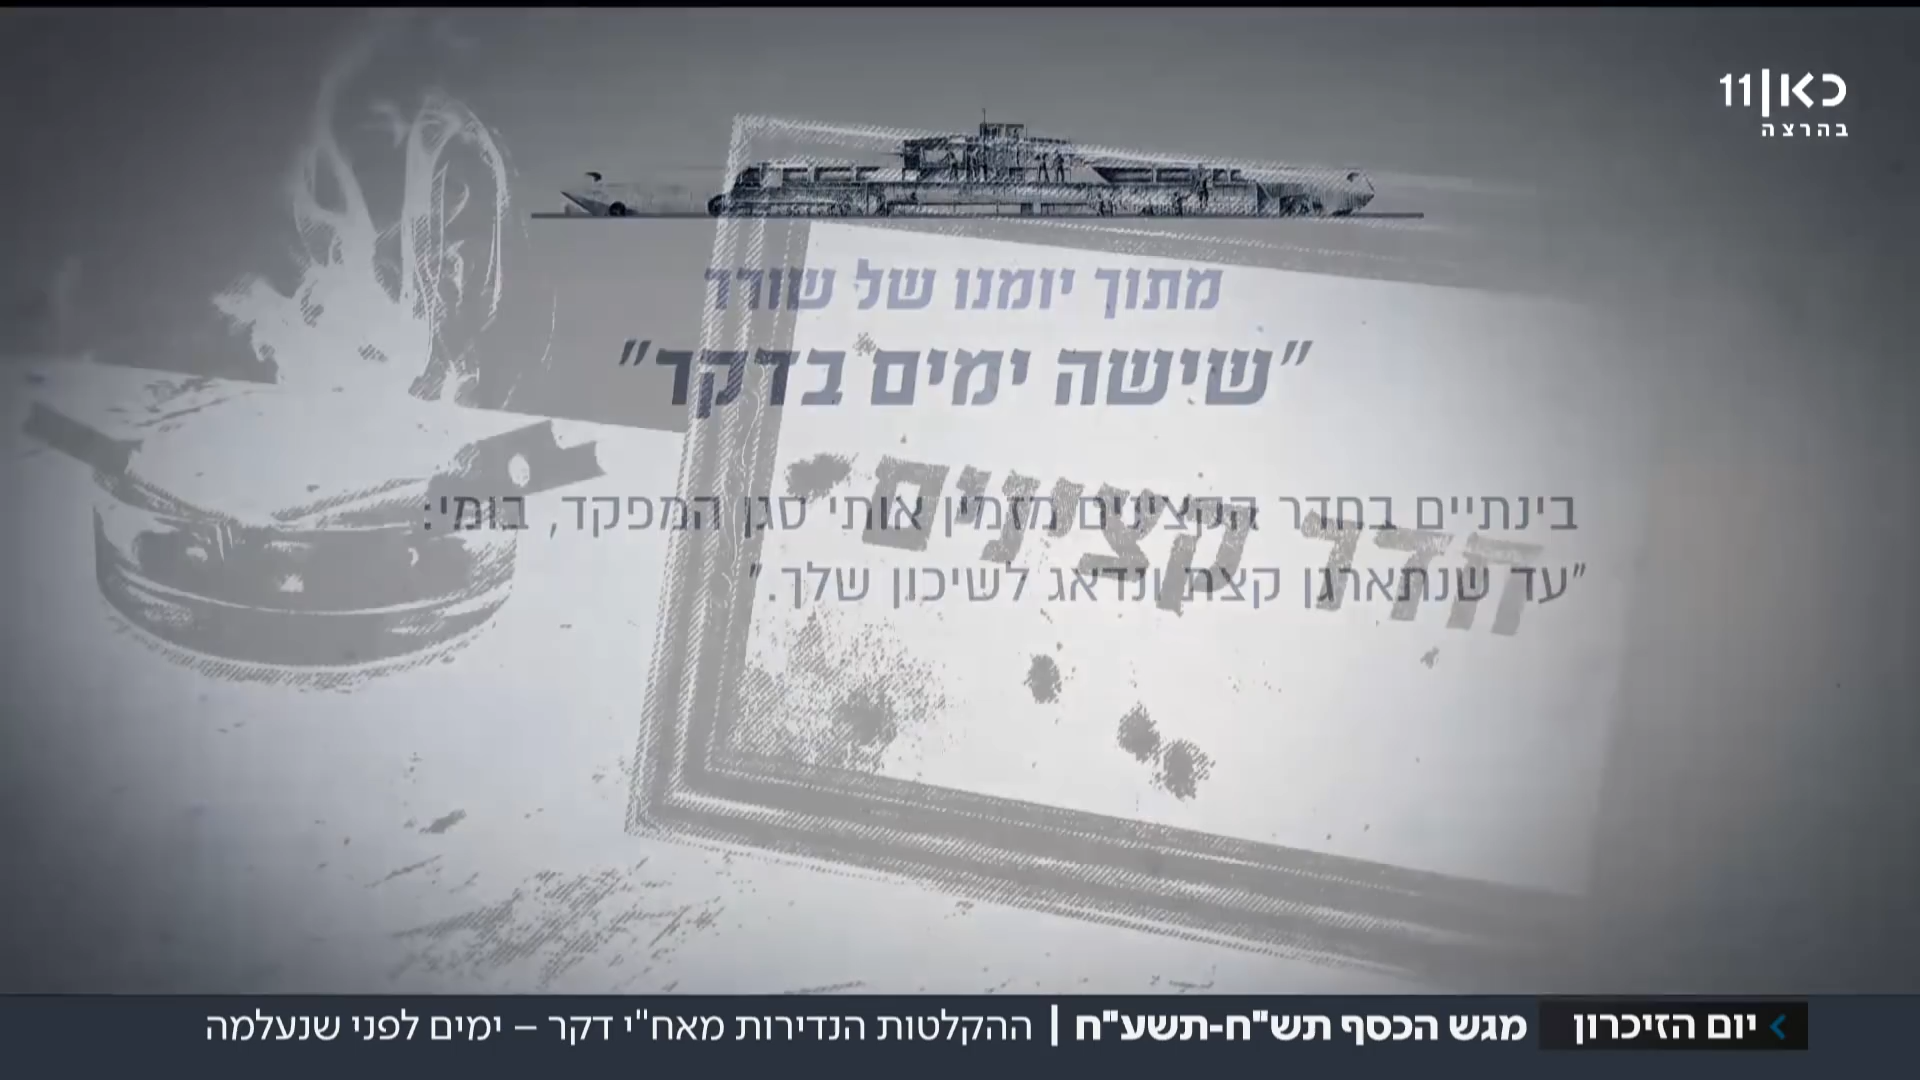 כאן 11
בהרצה
מתוך יומנו של שורד
"שישה ימים בדקר"
חדר קצינים
בינתיים בחדר הקצינים מזמין אותי סגן המפקד, בומי:
"עד שנתארגן קצת ונדאג לשיכון שלך."
יום הזיכרון מגש הכסף תש"ח-תשע"ח | ההקלטות הנדירות מאח"י דקר – ימים לפני שנעלמה